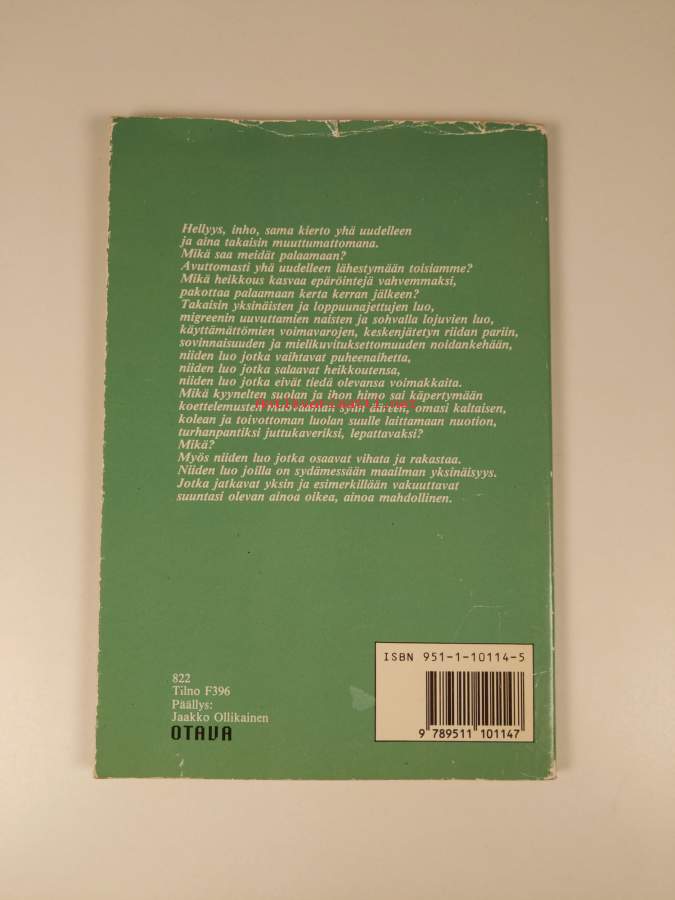 Hellyys, inho, sama kierto yhä uudelleen
ja aina takaisin muuttumattomana.
Mikä saa meidät palaamaan?
Avuttomasti yhä uudelleen lähestymään toisiamme?
Mikä heikkous kasvaa epäröintejä vahvemmaksi,
pakottaa palaamaan kerta kerran jälkeen?
Takaisin yksinäisten ja loppuunajettujen luo,
migreenin uuvuttamien naisten ja sohvalla lojuvien luo,
käyttämättömien voimavarojen, keskenjätetyn riidan pariin,
sovinnaisuuden ja mielikuvituksettomuuden noidankehään,
niiden luo jotka vaihtavat puheenaihetta,
niiden luo jotka salaavat heikkoutensa,
niiden luo jotka eivät tiedä olevansa voimakkaita.
Mikä kyynelten suolan ja ihon himo sai käpertymään
koettelemusten muovaaman sylin ääreen, omasi kaltaisen,
kolean ja toivottoman luolan suulle laittamaan nuotion,
turhanpantiksi juttukaveriksi, lepattavaksi?
Mikä?
Myös niiden luo jotka osaavat vihata ja rakastaa.
Niiden luo joilla on sydämessään maailman yksinäisyys.
Jotka jatkavat yksin ja esimerkillään vakuuttavat
suuntasi olevan ainoa oikea, ainoa mahdollinen.
ISBN 951-1-10114-5
822
Tilno F396
Päällys:
Jaakko Ollikainen
OTAVA
9 789511 101147